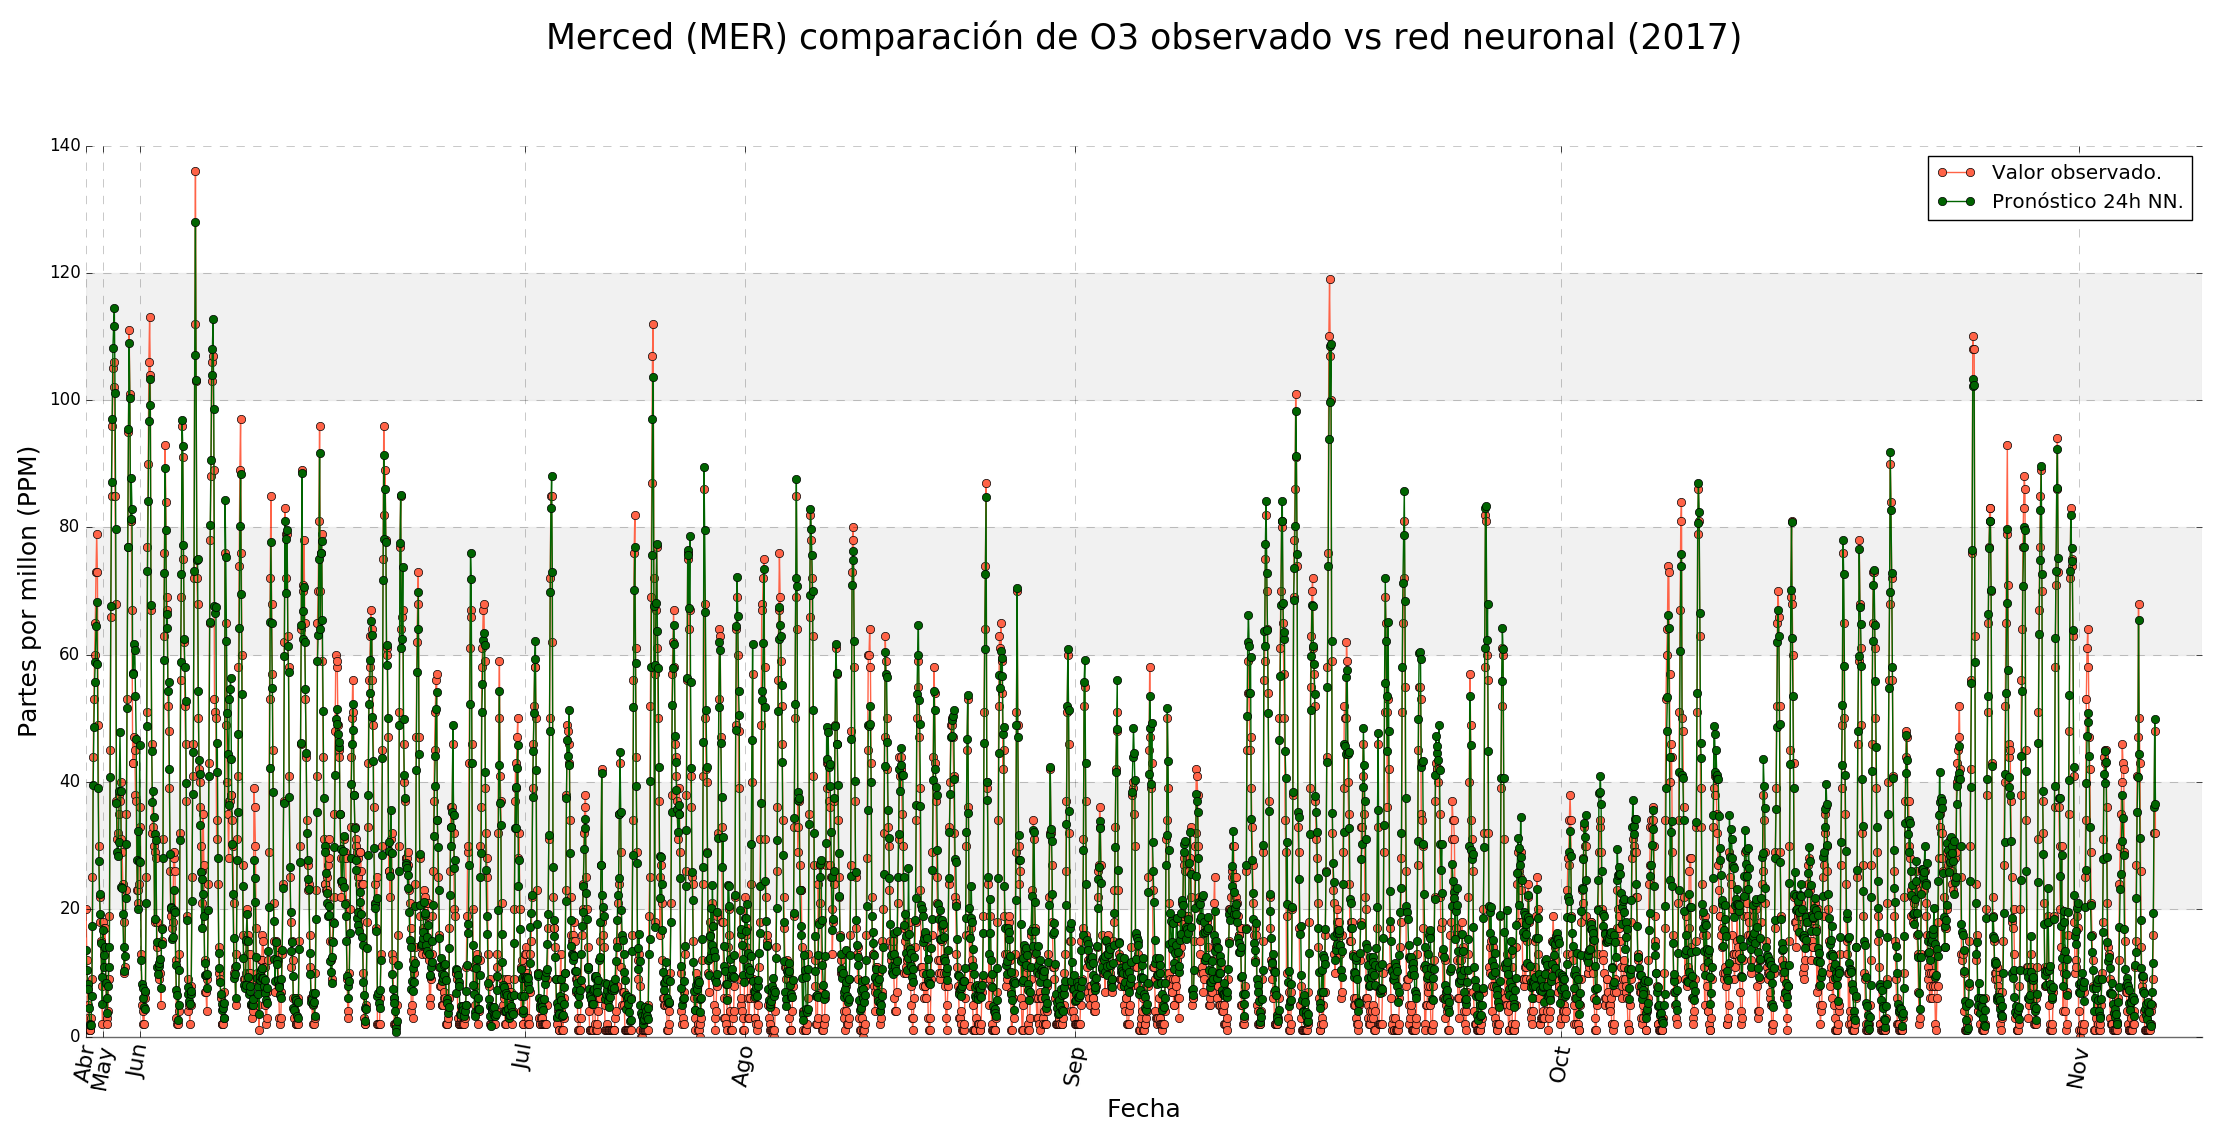 Merced (MER) comparación de O3 observado vs red neuronal (2017)
Valor observado.
Pronóstico 24h NN.
Partes por millon (PPM)
140
120
100
80
60
40
20
0
Abr
May
Jun
Jul
Ago
Sep
Oct
Nov
Fecha